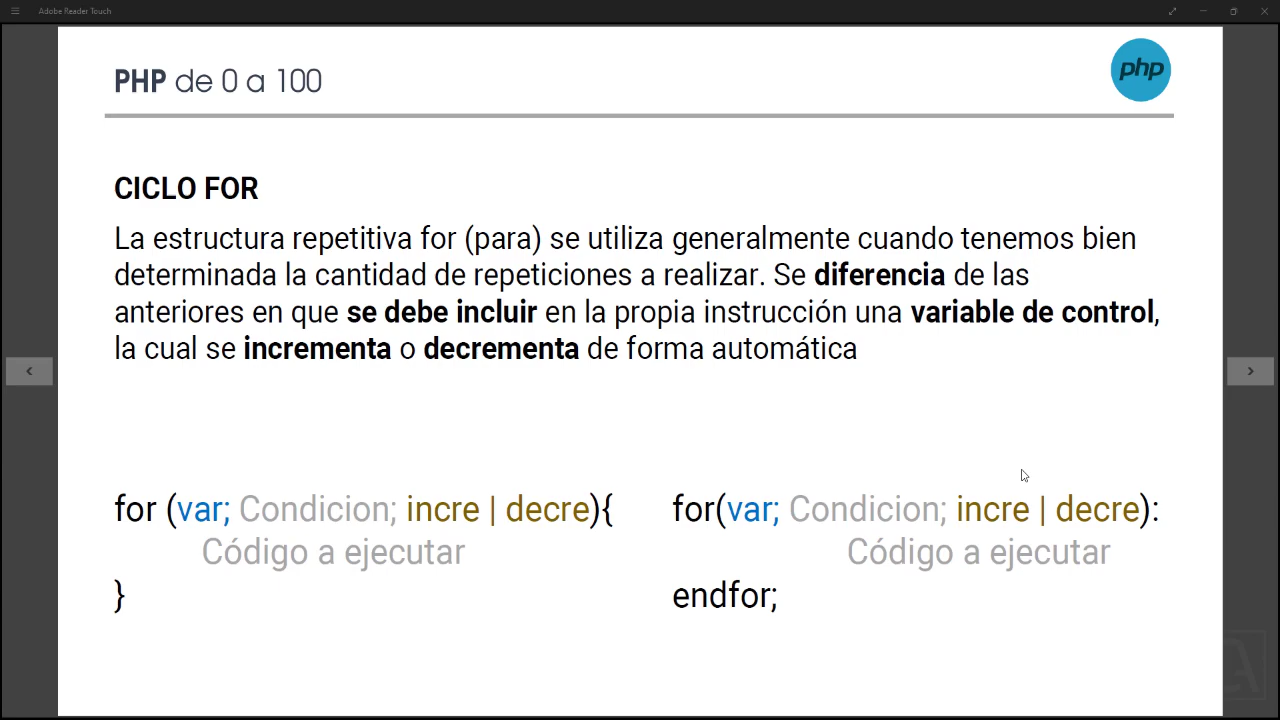 Adobe Reader Touch
PHP de 0 a 100
php
CICLO FOR
La estructura repetitiva for (para) se utiliza generalmente cuando tenemos bien
determinada la cantidad de repeticiones a realizar. Se diferencia de las
anteriores en que se debe incluir en la propia instrucción una variable de control,
la cual se incrementa o decrementa de forma automática
for (var; Condicion; incre | decre){
Código a ejecutar
}
for(var; Condicion; incre | decre):
Código a ejecutar
endfor;